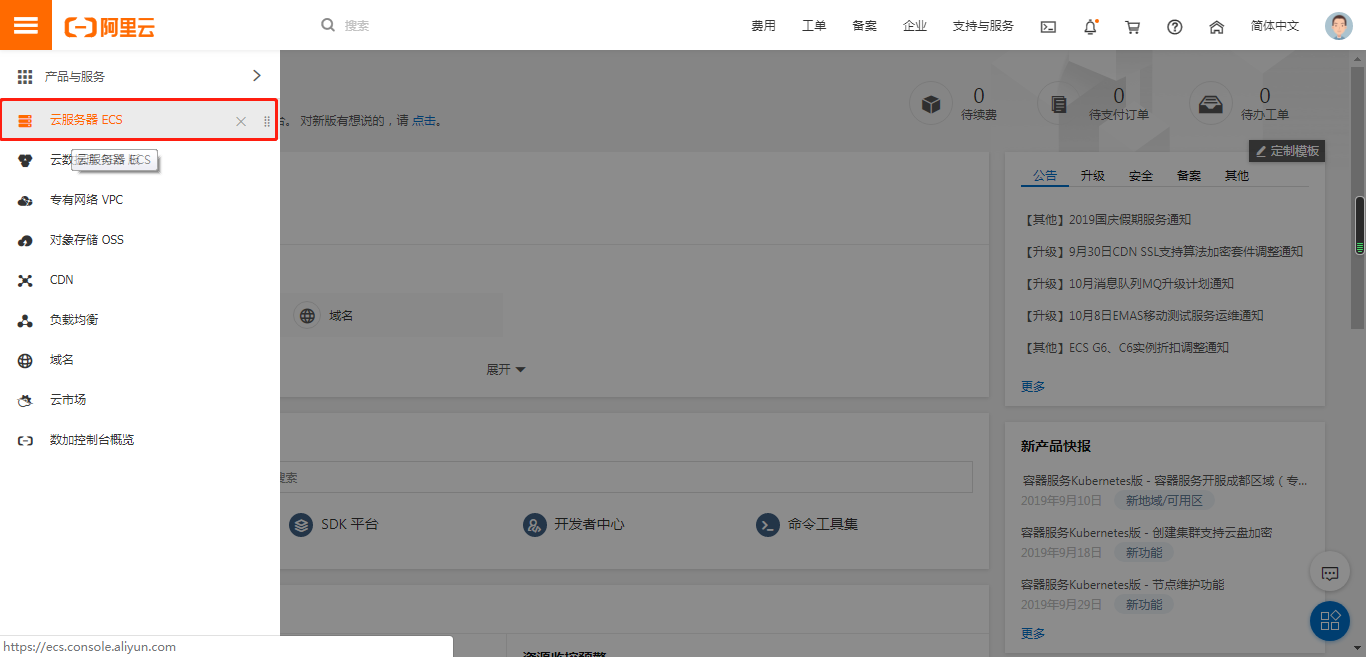 阿里云
搜索
费用
工单
备案
企业
支持与服务
简体中文
产品与服务
云服务器 ECS
云数
云服务器 ECS
专有网络 VPC
对象存储 OSS
CDN
负载均衡
域名
云市场
数加控制台概览
https://ecs.console.aliyun.com
。对新版有想说的,请 点击。
0
待续费
0
待支付订单
0
待办工单
定制模板
域名
展开
搜索
SDK 平台
开发者中心
命令工具集
资源监控预警
公告
升级
安全
备案
其他
【其他】2019国庆假期服务通知
【升级】9月30日CDN SSL支持算法加密套件调整通知
【升级】10月消息队列MQ升级计划通知
【升级】10月8日EMAS移动测试服务运维通知
【其他】ECS G6、C6实例折扣调整通知
更多
新产品快报
容器服务Kubernetes版 - 容器服务开服成都区域(专...
2019年9月10日 新地域/可用区
容器服务Kubernetes版 - 创建集群支持云盘加密
2019年9月18日 新功能
容器服务Kubernetes版 - 节点维护功能
2019年9月29日 新功能
更多